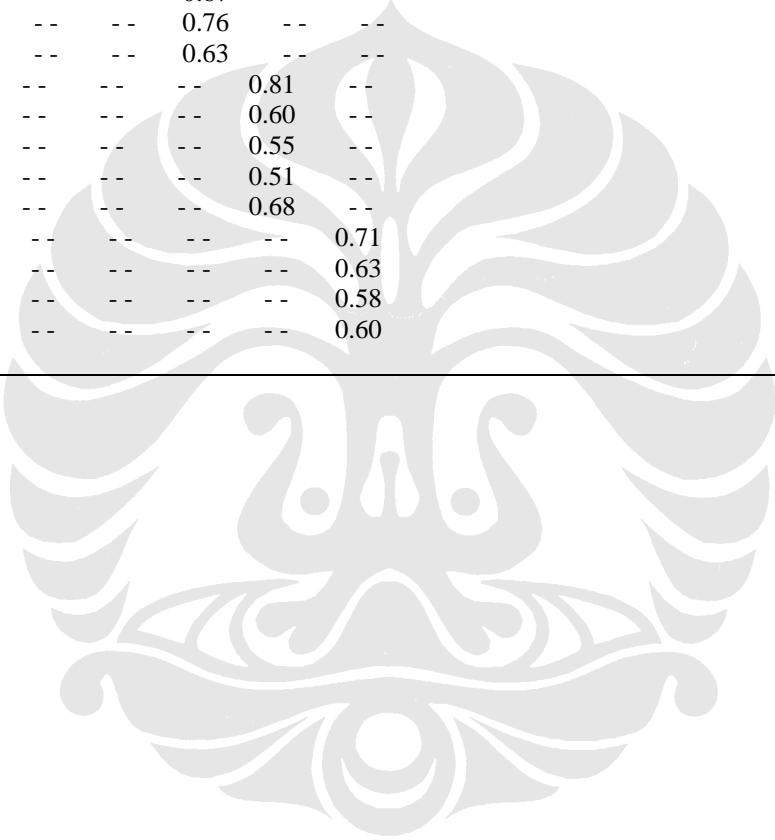 - -   - -   0.76   - -   - -
- -   - -   0.63   - -   - -
- -   - -   - -   0.81   - -
- -   - -   - -   0.60   - -
- -   - -   - -   0.55   - -
- -   - -   - -   0.51   - -
- -   - -   - -   0.68   - -
- -   - -   - -   - -   0.71
- -   - -   - -   - -   0.63
- -   - -   - -   - -   0.58
- -   - -   - -   - -   0.60